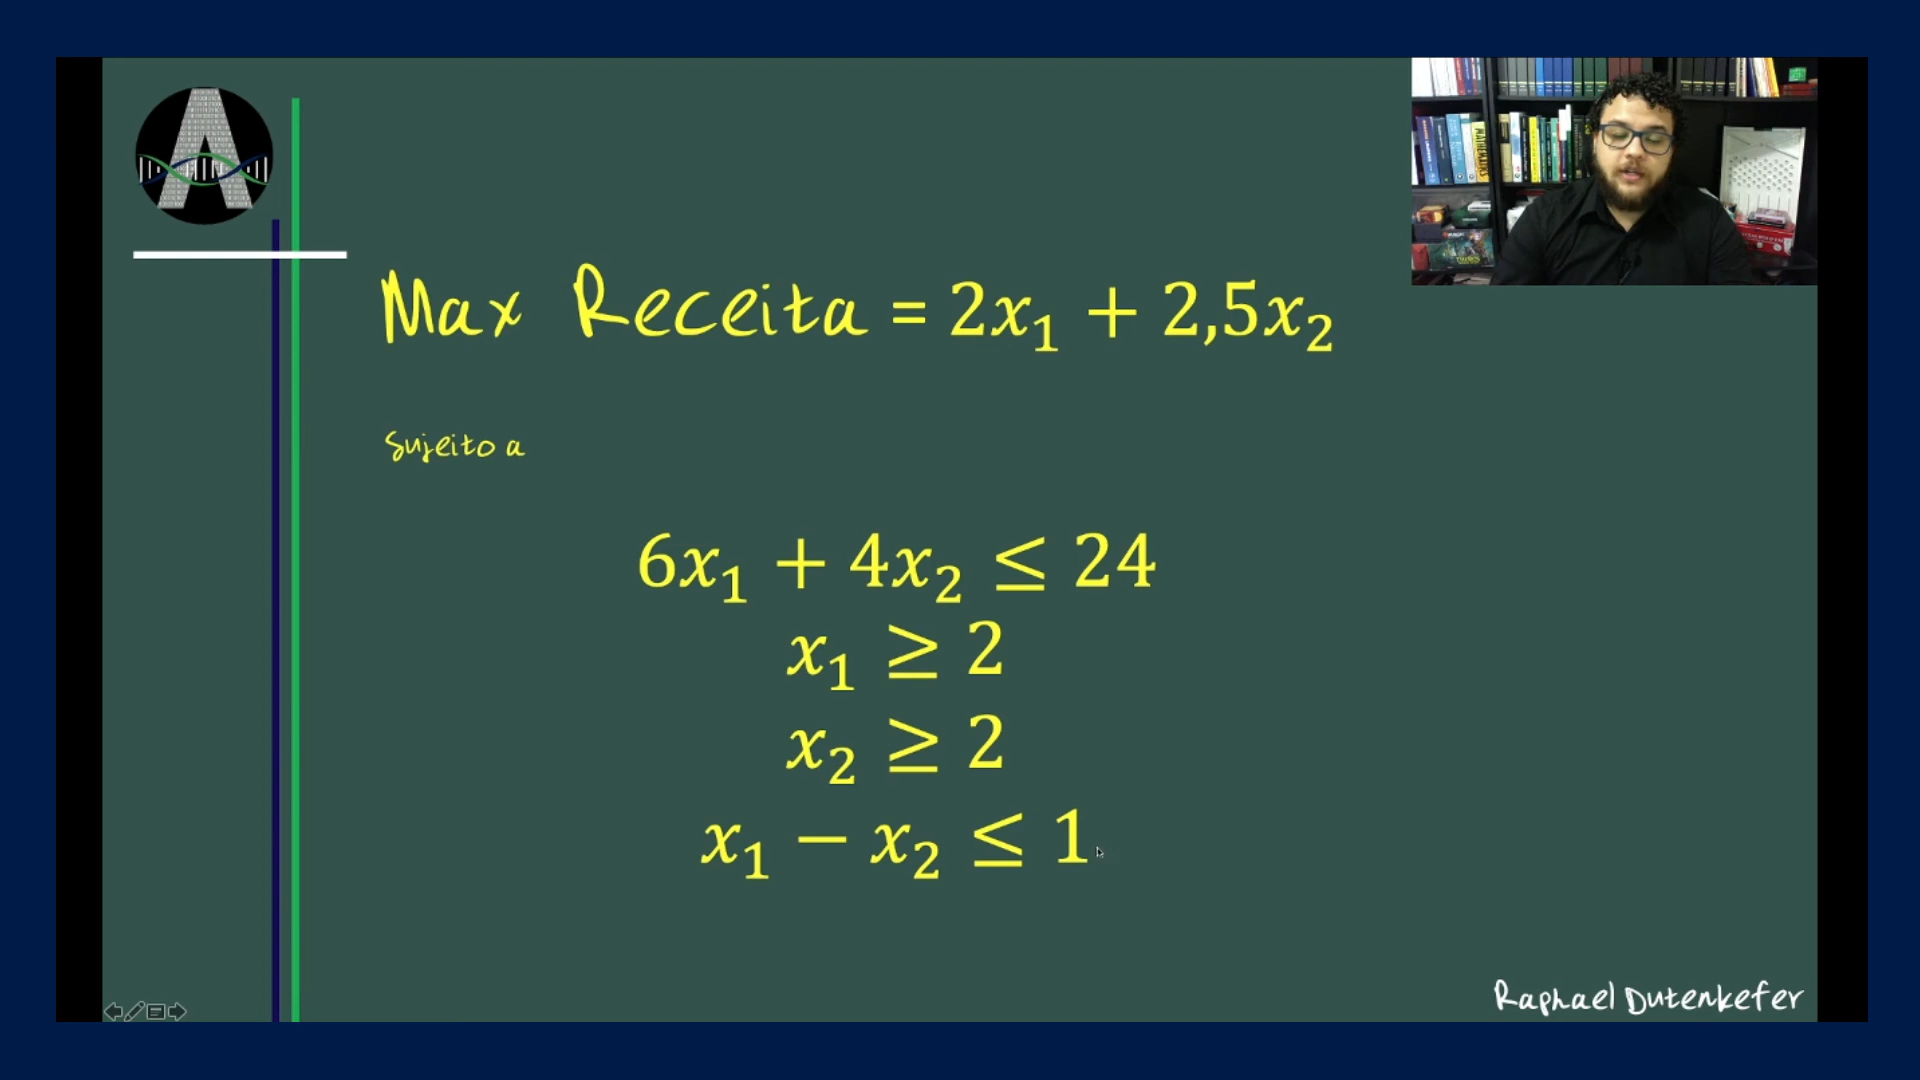 Max Receita = 2x₁ + 2,5x₂
Sujeito a
6x₁ + 4x₂ ≤ 24
x₁ ≥ 2
x₂ ≥ 2
x₁ − x₂ ≤ 1
Raphael Dutenkefer